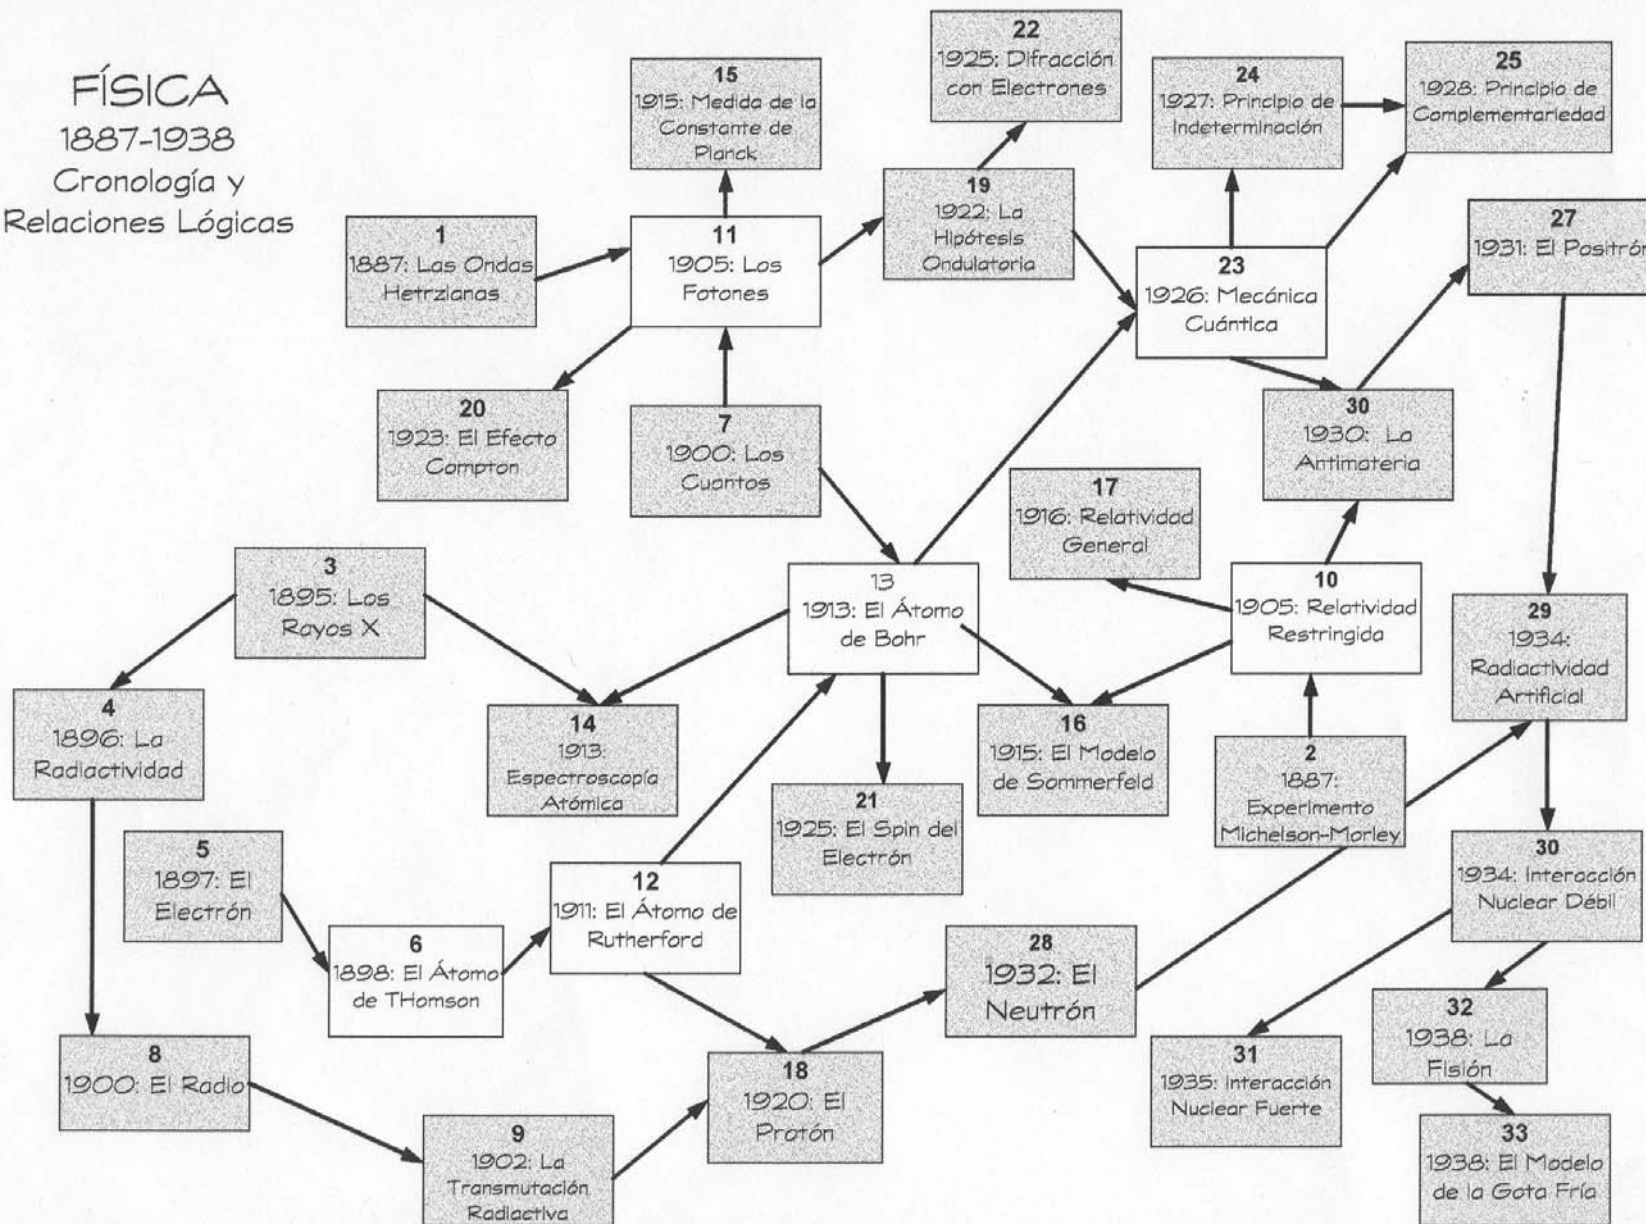 FÍSICA
1887-1938
Cronología y
Relaciones Lógicas
22
1925: Difracción
con Electrones
15
1915: Medida de la
Constante de
Planck
24
1927: Principio de
Indeterminación
25
1928: Principio de
Complementariedad
19
1922: La
Hipótesis
Ondulatoria
1
1887: Las Ondas
Hetrzianas
11
1905: Los
Fotones
27
1931: El Positrón
23
1926: Mecánica
Cuántica
20
1923: El Efecto
Compton
7
1900: Los
Cuantos
30
1930: La
Antimateria
17
1916: Relatividad
General
3
1895: Los
Rayos X
13
1913: El Átomo
de Bohr
10
1905: Relatividad
Restringida
29
1934:
Radiactividad
Artificial
4
1896: La
Radiactividad
14
1913:
Espectroscopía
Atómica
16
1915: El Modelo
de Sommerfeld
2
1887:
Experimento
Michelson-Morley
21
1925: El Spin del
Electrón
5
1897: El
Electrón
12
1911: El Átomo de
Rutherford
30
1934: Interacción
Nuclear Débil
6
1898: El Átomo
de THomson
28
1932: El
Neutrón
32
1938: La
Fisión
8
1900: El Radio
18
1920: El
Protón
31
1935: Interacción
Nuclear Fuerte
9
1902: La
Transmutación
Radiactiva
33
1938: El Modelo
de la Gota Fría